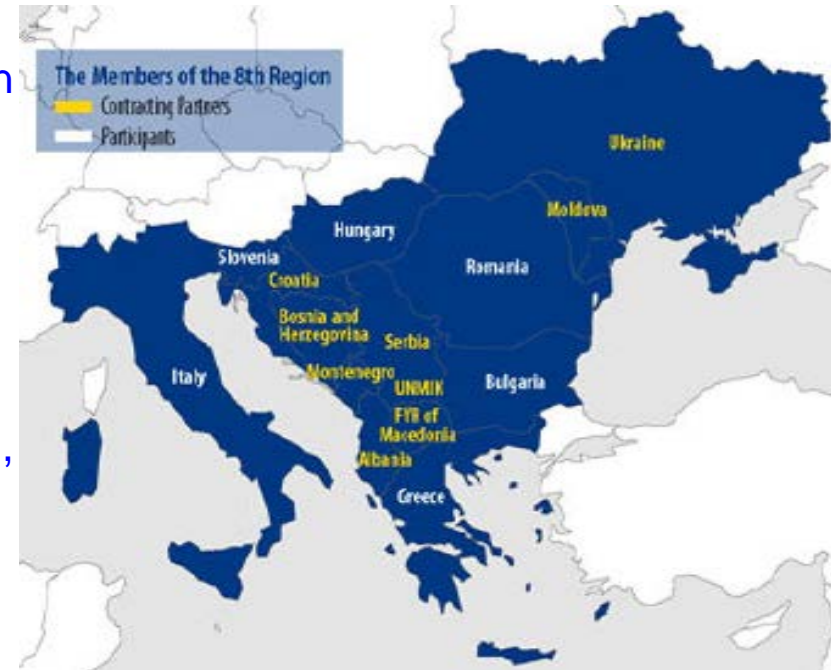 n
The Members of the 8th Region
Contracting Partners
Participants
Ukraine
Moldova
Hungary
Slovenia
Romania
Croatia
Bosnia and
Hercegovina
Serbia
Italy
Montenegro
UNMIK
Bulgaria
FYR of
Macedonia
,
Albania
Greece